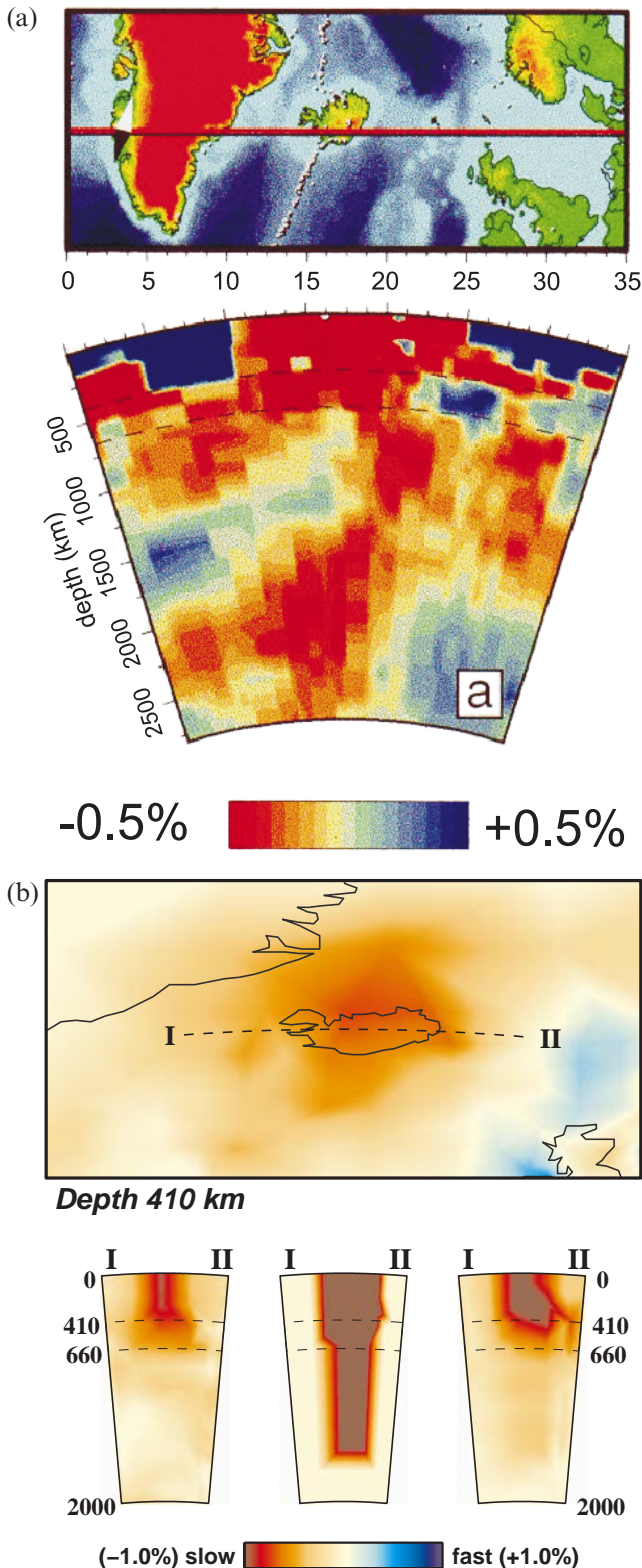 (a)
0 5 10 15 20 25 30 35
500
1000
1500
2000
2500
depth (km)
a
-0.5% +0.5%
(b)
I II
Depth 410 km
I II I II I II
0 0
410 410
660 660
2000 2000
(−1.0%) slow fast (+1.0%)